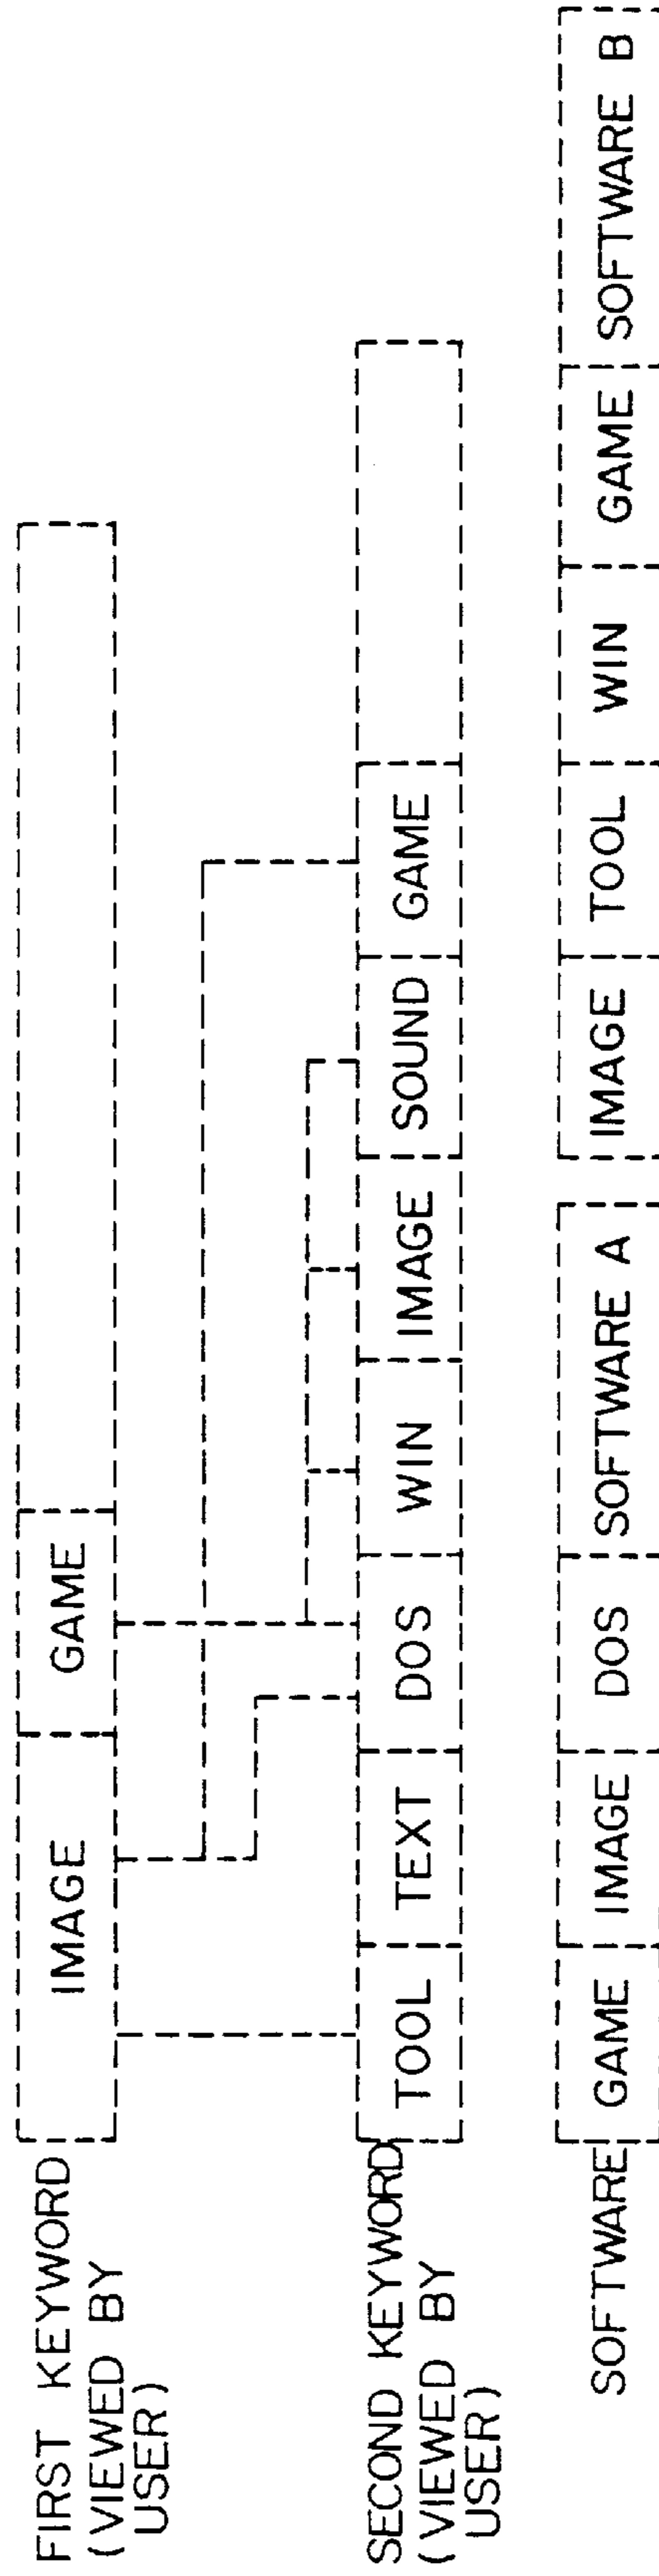 FIRST KEYWORD
(VIEWED BY
USER)
IMAGE
GAME
SECOND KEYWORD
(VIEWED BY
USER)
TOOL
TEXT
DOS
WIN
IMAGE
SOUND
GAME
SOFTWARE
GAME
IMAGE
DOS
SOFTWARE A
IMAGE
TOOL
WIN
GAME
SOFTWARE B